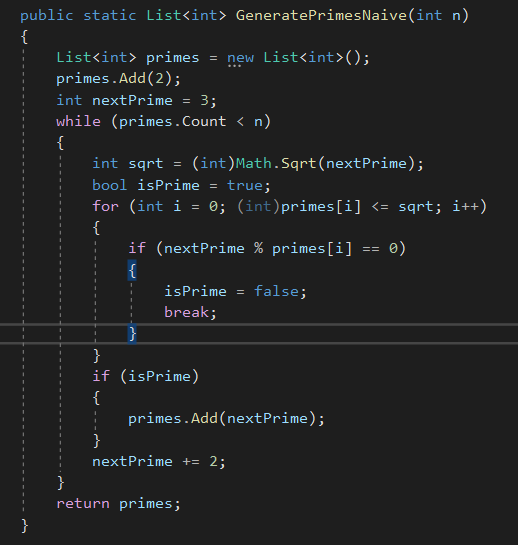 public static List<int> GeneratePrimesNaive(int n)
{
    List<int> primes = new List<int>();
    primes.Add(2);
    int nextPrime = 3;
    while (primes.Count < n)
    {
        int sqrt = (int)Math.Sqrt(nextPrime);
        bool isPrime = true;
        for (int i = 0; (int)primes[i] <= sqrt; i++)
        {
            if (nextPrime % primes[i] == 0)
            {
                isPrime = false;
                break;
            }
        }
        if (isPrime)
        {
            primes.Add(nextPrime);
        }
        nextPrime += 2;
    }
    return primes;
}